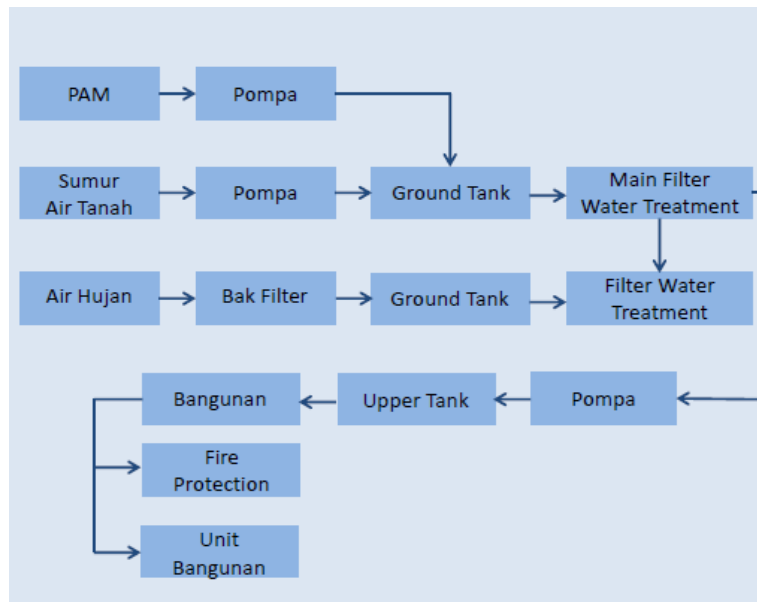 PAM
Pompa
Sumur
Air Tanah
Pompa
Ground Tank
Main Filter
Water Treatment
Air Hujan
Bak Filter
Ground Tank
Filter Water
Treatment
Bangunan
Upper Tank
Pompa
Fire
Protection
Unit
Bangunan